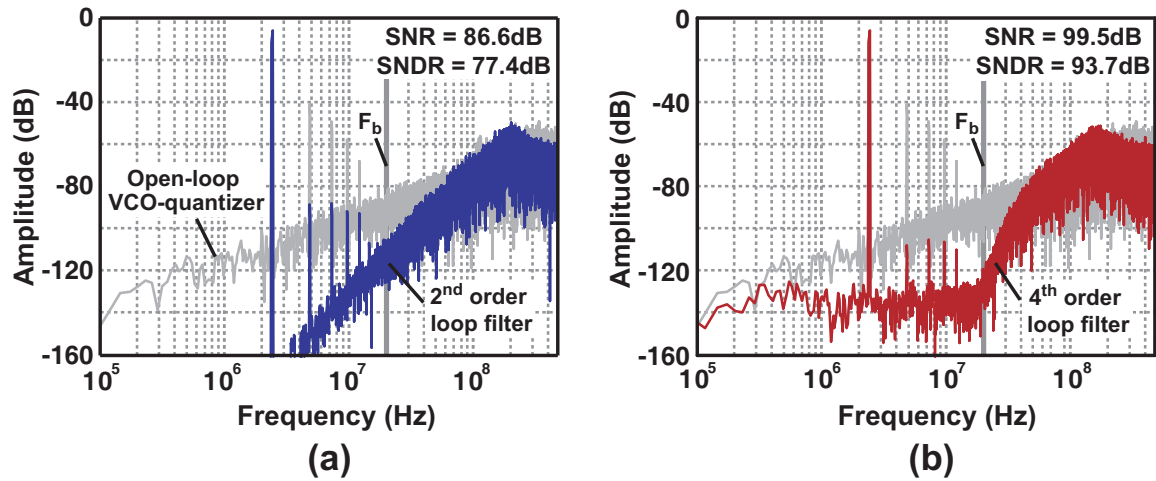 0
-40
-80
-120
-160
Amplitude (dB)
SNR = 86.6dB
SNDR = 77.4dB
Fb
Open-loop
VCO-quantizer
2nd order
loop filter
10^5
10^6
10^7
10^8
Frequency (Hz)
(a)
0
-40
-80
-120
-160
Amplitude (dB)
SNR = 99.5dB
SNDR = 93.7dB
Fb
4th order
loop filter
10^5
10^6
10^7
10^8
Frequency (Hz)
(b)